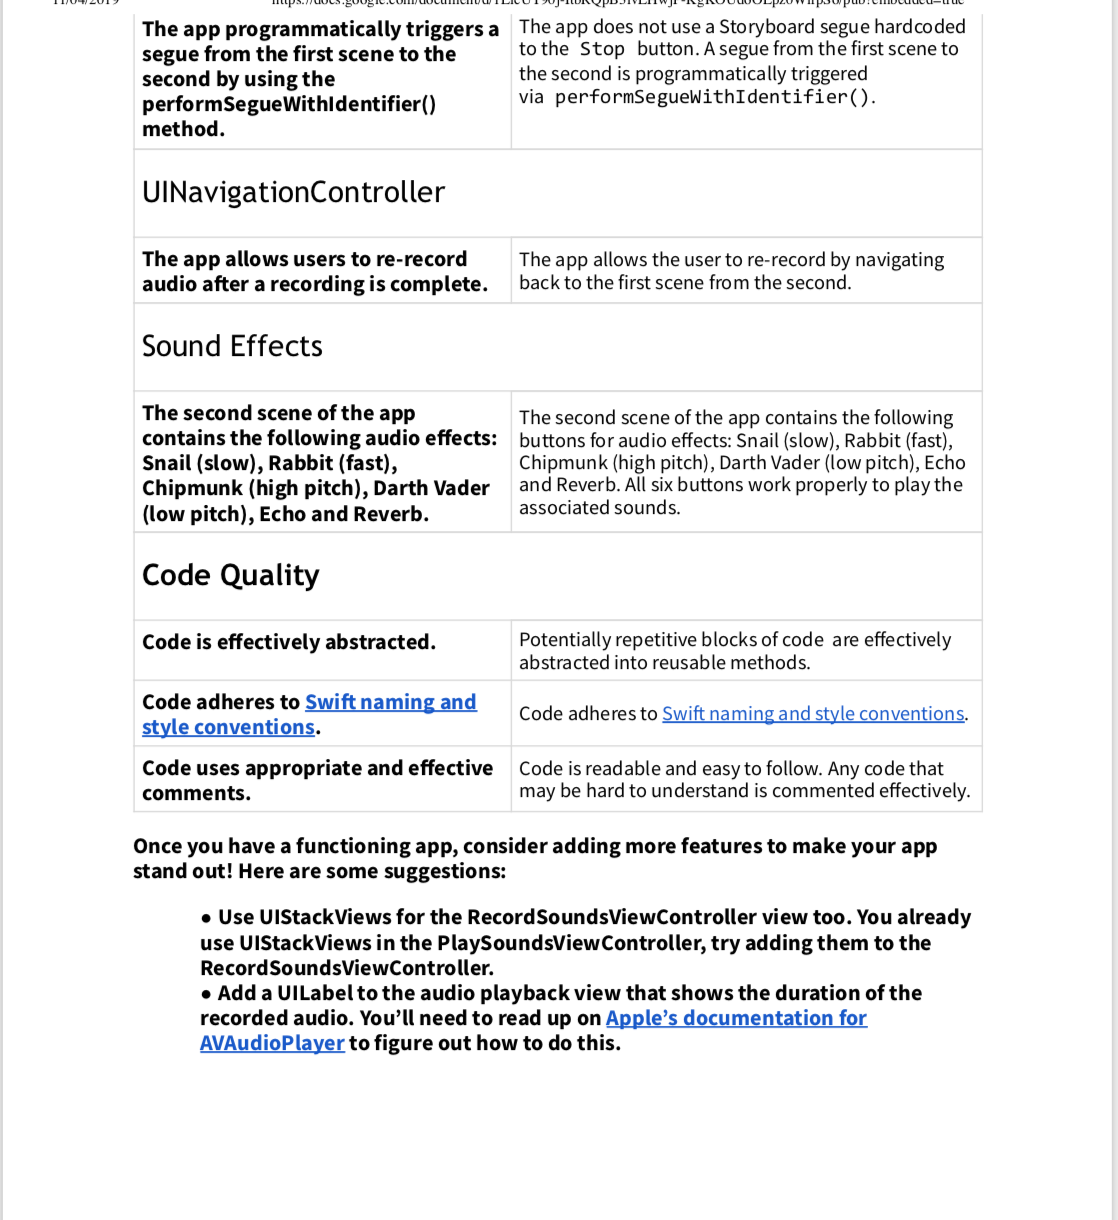 11/04/2019
The app programmatically triggers a
segue from the first scene to the
second by using the
performSegueWithIdentifier()
method.
The app does not use a Storyboard segue hardcoded
to the Stop button. A segue from the first scene to
the second is programmatically triggered
via performSegueWithIdentifier().
UINavigationController
The app allows users to re-record
audio after a recording is complete.
The app allows the user to re-record by navigating
back to the first scene from the second.
Sound Effects
The second scene of the app
contains the following audio effects:
Snail (slow), Rabbit (fast),
Chipmunk (high pitch), Darth Vader
(low pitch), Echo and Reverb.
The second scene of the app contains the following
buttons for audio effects: Snail (slow), Rabbit (fast),
Chipmunk (high pitch), Darth Vader (low pitch), Echo
and Reverb. All six buttons work properly to play the
associated sounds.
Code Quality
Code is effectively abstracted.
Potentially repetitive blocks of code are effectively
abstracted into reusable methods.
Code adheres to Swift naming and
style conventions.
Code adheres to Swift naming and style conventions.
Code uses appropriate and effective
comments.
Code is readable and easy to follow. Any code that
may be hard to understand is commented effectively.
Once you have a functioning app, consider adding more features to make your app
stand out! Here are some suggestions:
● Use UIStackViews for the RecordSoundsViewController view too. You already
use UIStackViews in the PlaySoundsViewController, try adding them to the
RecordSoundsViewController.
● Add a UILabel to the audio playback view that shows the duration of the
recorded audio. You’ll need to read up on Apple’s documentation for
AVAudioPlayer to figure out how to do this.